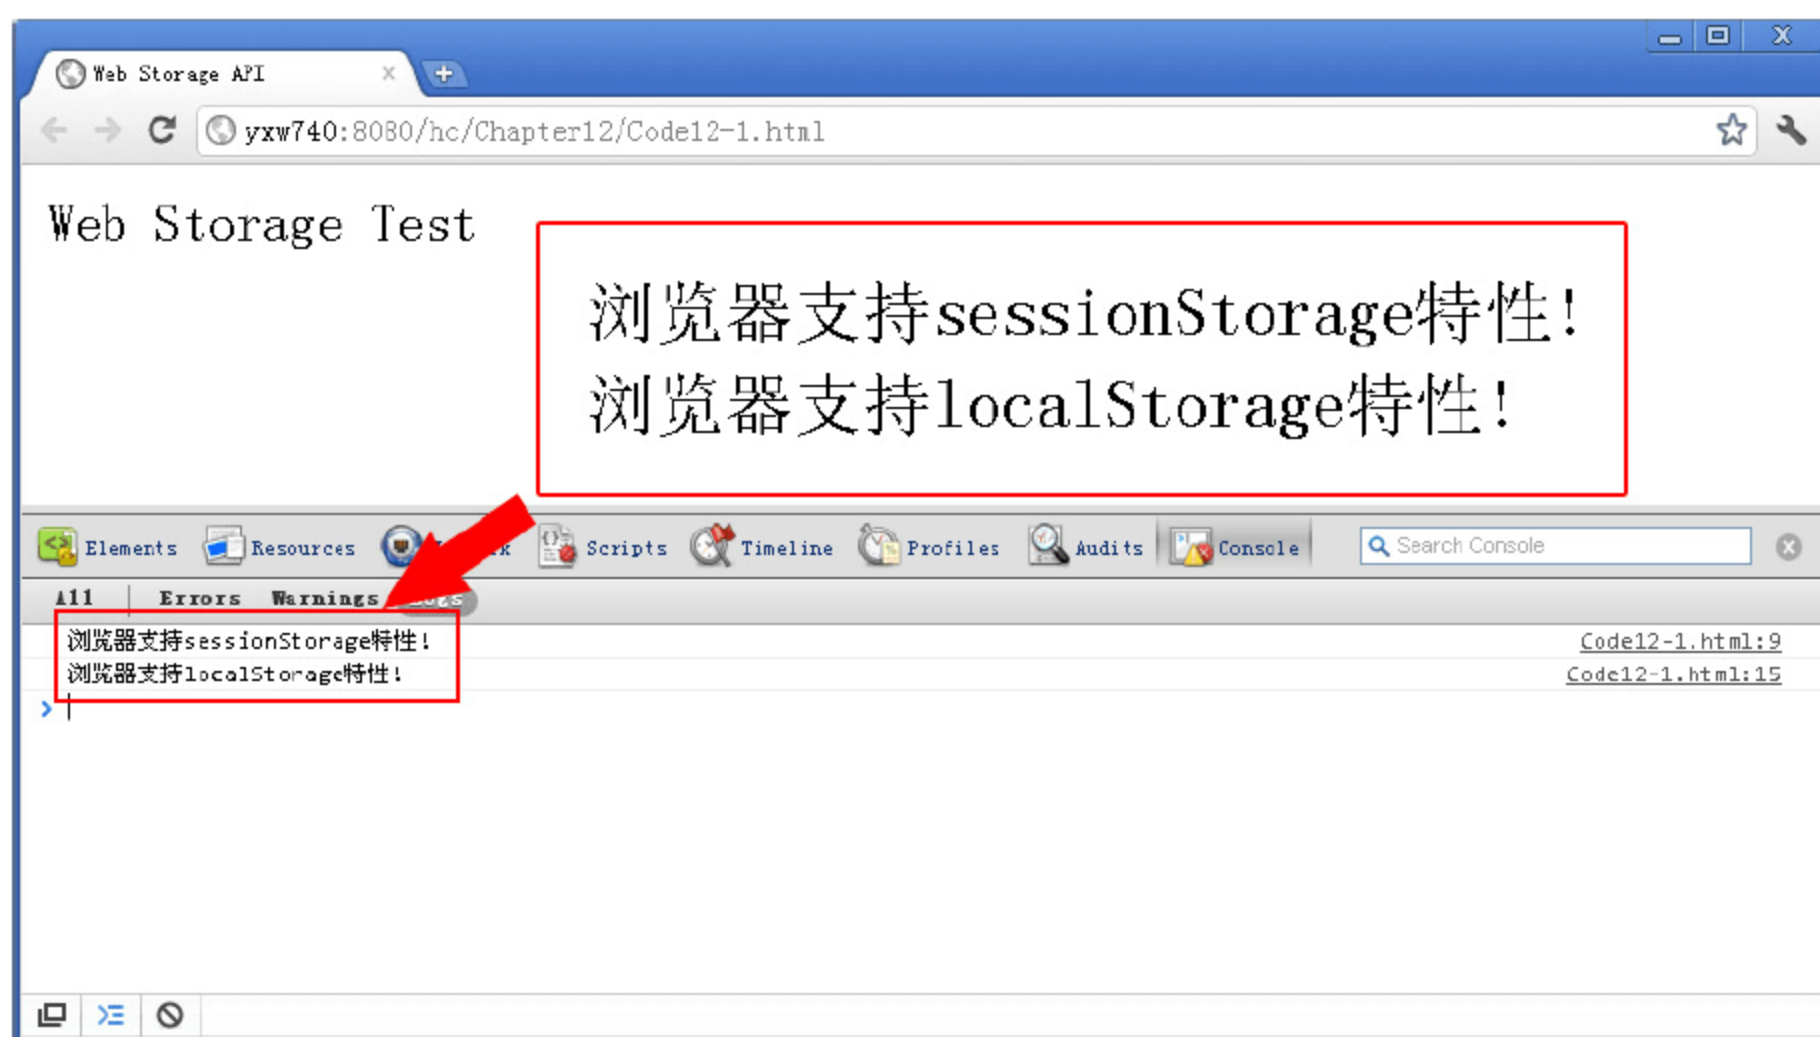 Web Storage API
yxw740:8080/hc/Chapter12/Code12-1.html
Web Storage Test
浏览器支持sessionStorage特性!
浏览器支持localStorage特性!
Elements Resources Scripts Timeline Profiles Audits Console Search Console
All Errors Warnings
浏览器支持sessionStorage特性! Code12-1.html:9
浏览器支持localStorage特性! Code12-1.html:15